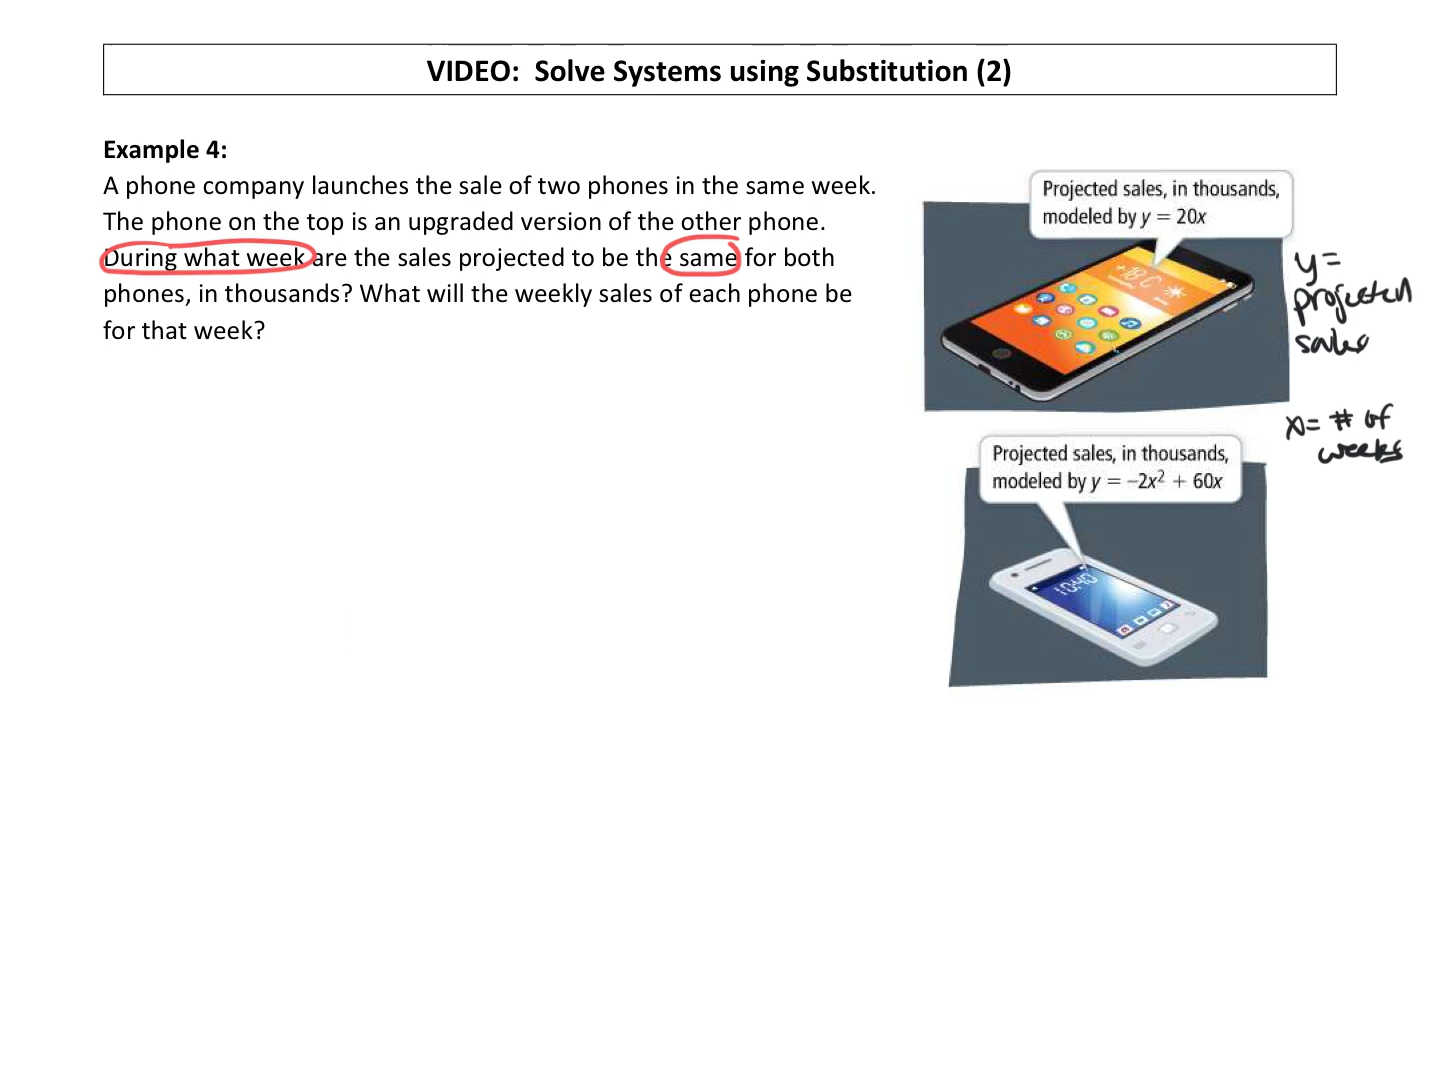 VIDEO: Solve Systems using Substitution (2)
Example 4:
A phone company launches the sale of two phones in the same week.
The phone on the top is an upgraded version of the other phone.
During what week are the sales projected to be the same for both
phones, in thousands? What will the weekly sales of each phone be
for that week?
Projected sales, in thousands,
modeled by y = 20x
+18°C
y =
projected
sales
x = # of
weeks
Projected sales, in thousands,
modeled by y = −2x² + 60x
10:40